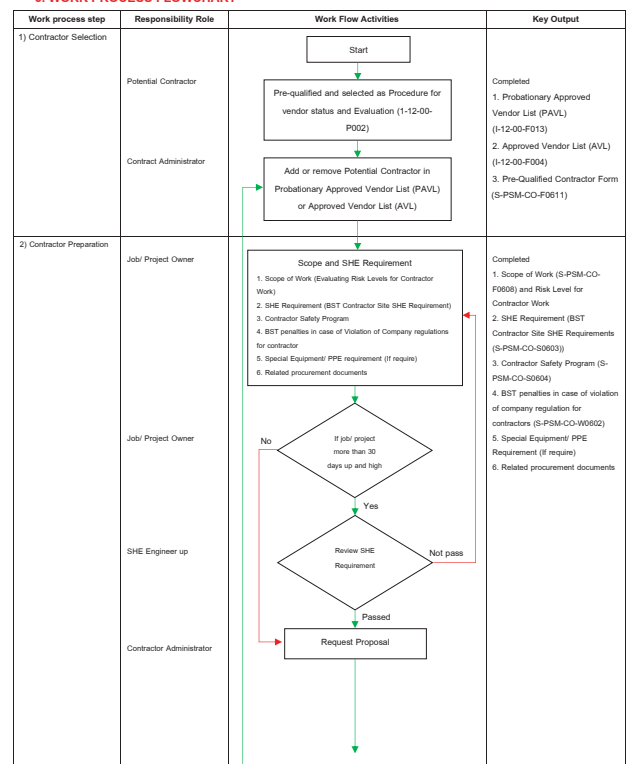 Work process step
Responsibility Role
Work Flow Activities
Key Output
1) Contractor Selection
Start
Potential Contractor
Pre-qualified and selected as Procedure for
vendor status and Evaluation (1-12-00-
P002)
Completed
1. Probationary Approved
Vendor List (PAVL)
(I-12-00-F013)
2. Approved Vendor List (AVL)
(I-12-00-F004)
3. Pre-Qualified Contractor Form
(S-PSM-CO-F0611)
Contract Administrator
Add or remove Potential Contractor in
Probationary Approved Vendor List (PAVL)
or Approved Vendor List (AVL)
2) Contractor Preparation
Job/ Project Owner
Scope and SHE Requirement
1. Scope of Work (Evaluating Risk Levels for Contractor
Work)
2. SHE Requirement (BST Contractor Site SHE Requirement)
3. Contractor Safety Program
4. BST penalties in case of Violation of Company regulations
for contractor
5. Special Equipment/ PPE requirement (If require)
6. Related procurement documents
Completed
1. Scope of Work (S-PSM-CO-
F0608) and Risk Level for
Contractor Work
2. SHE Requirement (BST
Contractor Site SHE Requirements
(S-PSM-CO-S0603))
3. Contractor Safety Program (S-
PSM-CO-S0604)
4. BST penalties in case of violation
of company regulation for
contractors (S-PSM-CO-W0602)
5. Special Equipment/ PPE
Requirement (If require)
6. Related procurement documents
Job/ Project Owner
No
If job/ project
more than 30
days up and high
Yes
SHE Engineer up
Review SHE
Requirement
Not pass
Passed
Contractor Administrator
Request Proposal